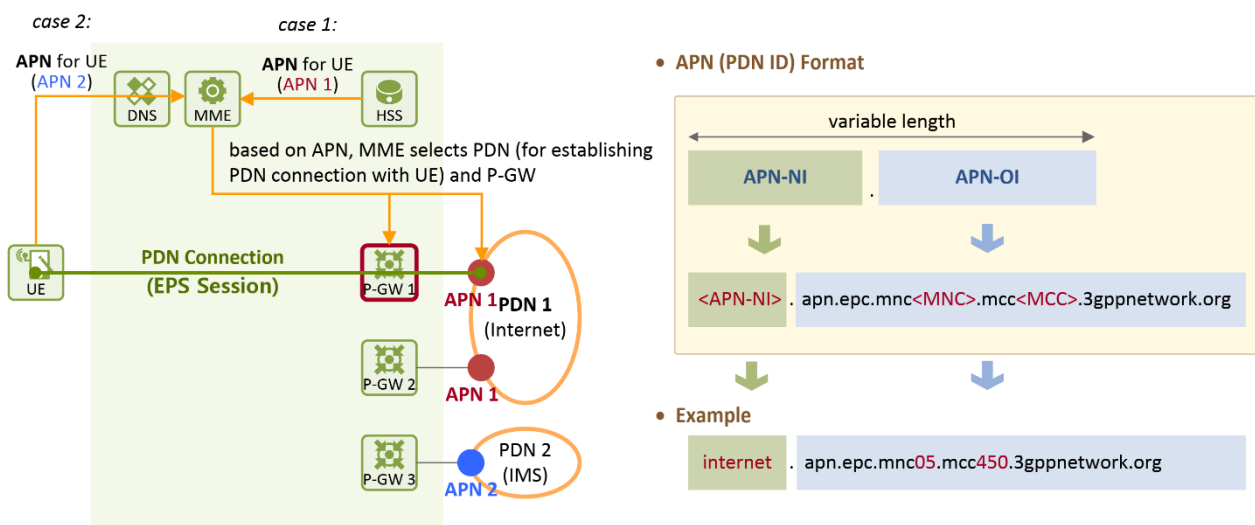 case 2:
case 1:
APN for UE
(APN 2)
APN for UE
(APN 1)
DNS
MME
HSS
based on APN, MME selects PDN (for establishing
PDN connection with UE) and P-GW
UE
PDN Connection
(EPS Session)
P-GW 1
APN 1
PDN 1
(Internet)
P-GW 2
APN 1
P-GW 3
APN 2
PDN 2
(IMS)
• APN (PDN ID) Format
variable length
APN-NI . APN-OI
<APN-NI> . apn.epc.mnc<MNC>.mcc<MCC>.3gppnetwork.org
• Example
internet . apn.epc.mnc05.mcc450.3gppnetwork.org